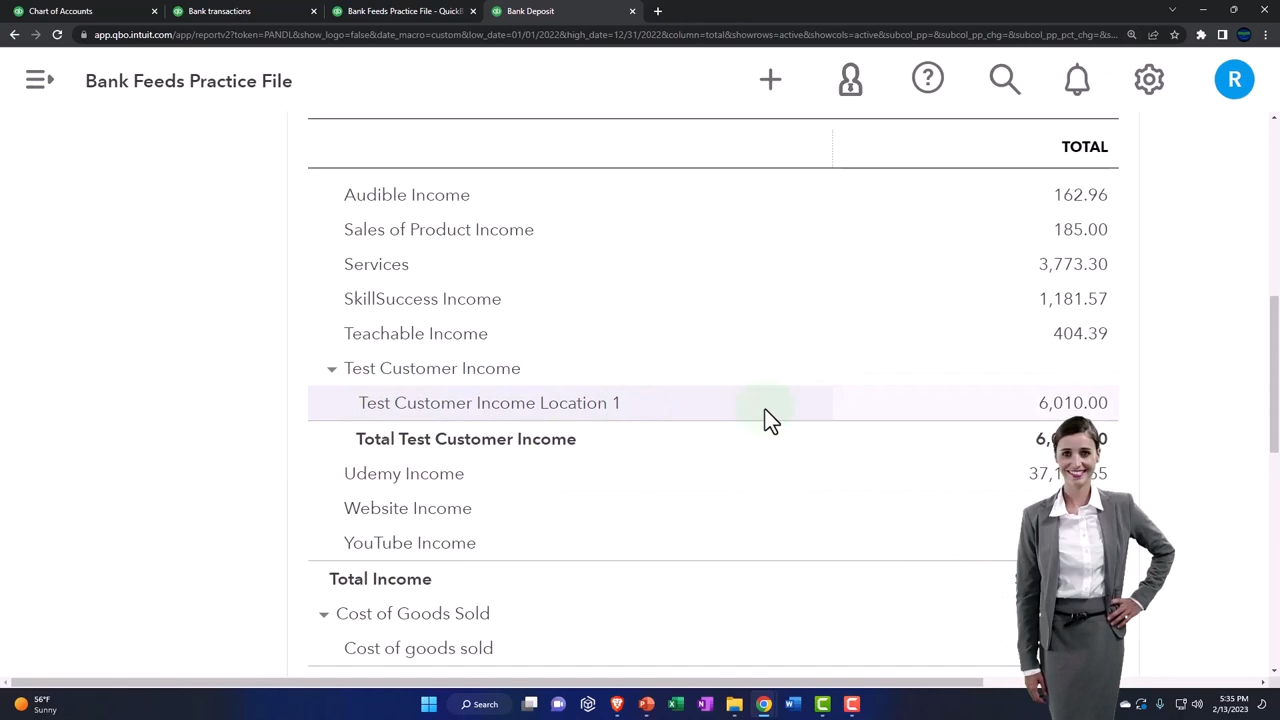 Chart of Accounts
Bank transactions
Bank Feeds Practice File - QuickB
Bank Deposit
app.qbo.intuit.com/app/reportv2?token=PANDL&show_logo=false&date_macro=custom&low_date=01/01/2022&high_date=12/31/2022&column=total&showrows=active&showcols=active&subcol_pp=&subcol_pp_chg=&subcol_pp_pct_chg=&s...
Bank Feeds Practice File
R
TOTAL
Audible Income 162.96
Sales of Product Income 185.00
Services 3,773.30
SkillSuccess Income 1,181.57
Teachable Income 404.39
Test Customer Income
Test Customer Income Location 1 6,010.00
Total Test Customer Income
Udemy Income
Website Income
YouTube Income
Total Income
Cost of Goods Sold
Cost of goods sold
56°F
Sunny
Search
5:35 PM
2/13/2023